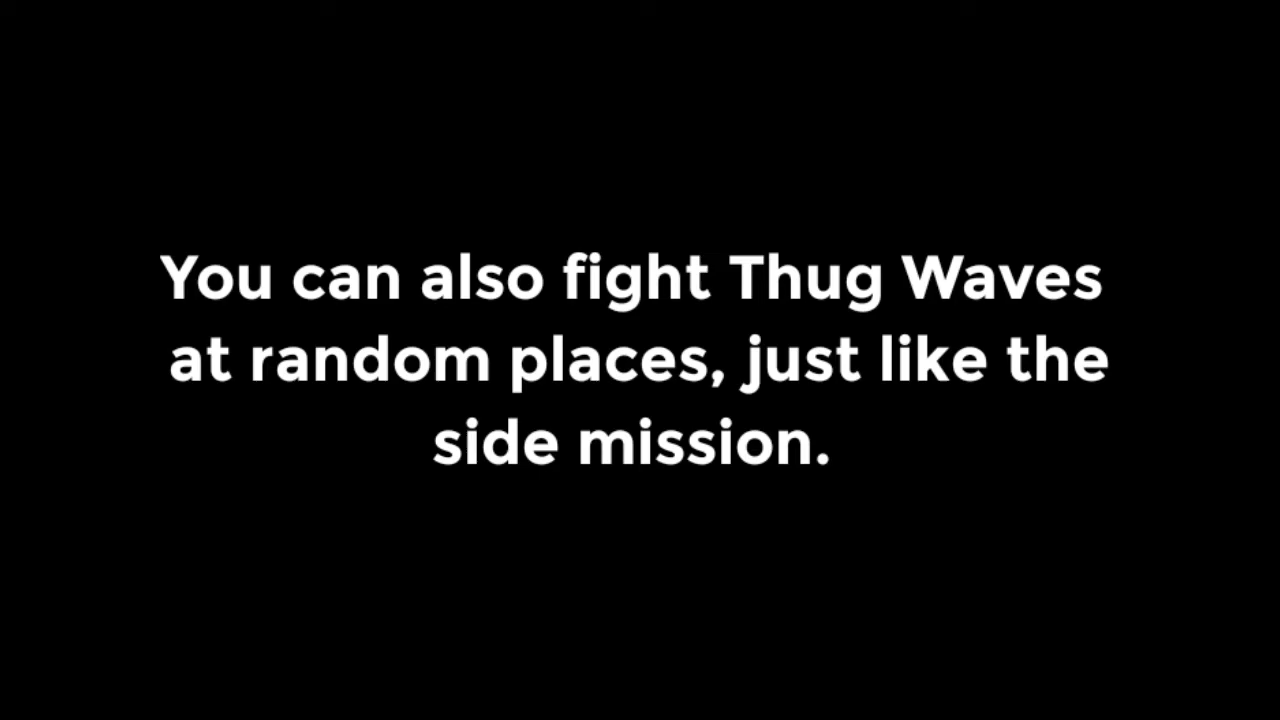 You can also fight Thug Waves
at random places, just like the
side mission.